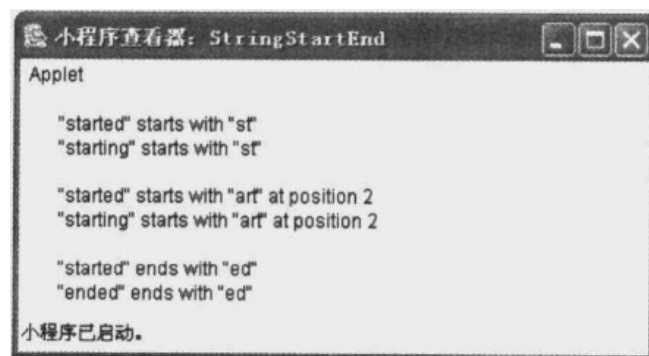 小程序查看器: StringStartEnd
Applet
"started" starts with "st"
"starting" starts with "st"
"started" starts with "art" at position 2
"starting" starts with "art" at position 2
"started" ends with "ed"
"ended" ends with "ed"
小程序已启动。